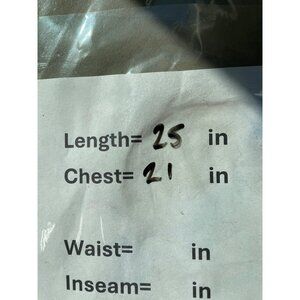 Length= 25 in
Chest= 21 in
Waist= in
Inseam= in